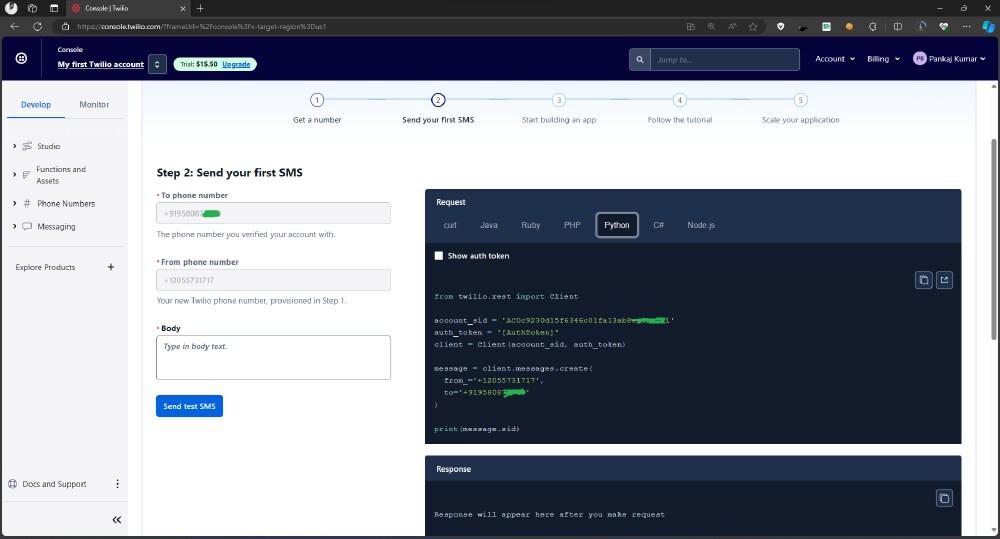 Console | Twilio
https://console.twilio.com/?frameUrl=%2Fconsole%3Fx-target-region%3Dus1
Console
My first Twilio account
Trial: $15.50 Upgrade
Jump to...
Account
Billing
PB Pankaj Kumar
Develop
Monitor
1
2
3
4
5
Get a number
Send your first SMS
Start building an app
Follow the tutorial
Scale your application
Studio
Functions and
Assets
Phone Numbers
Messaging
Explore Products +
Docs and Support
Step 2: Send your first SMS
* To phone number
+91958087
The phone number you verified your account with.
* From phone number
+12055731717
Your new Twilio phone number, provisioned in Step 1.
* Body
Type in body text.
Send test SMS
Request
curl
Java
Ruby
PHP
Python
C#
Node.js
Show auth token
from twilio.rest import Client
account_sid = 'AC0c9230d15f6346c01fa13ab8
auth_token = '[AuthToken]'
client = Client(account_sid, auth_token)
message = client.messages.create(
from_='+12055731717',
to='+91958087
)
print(message.sid)
Response
Response will appear here after you make request